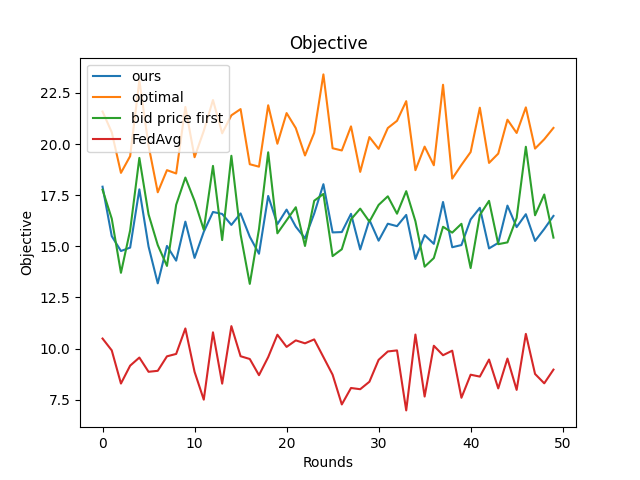 Objective
ours
optimal
bid price first
FedAvg
22.5
20.0
17.5
15.0
12.5
10.0
7.5
Objective
0 10 20 30 40 50
Rounds